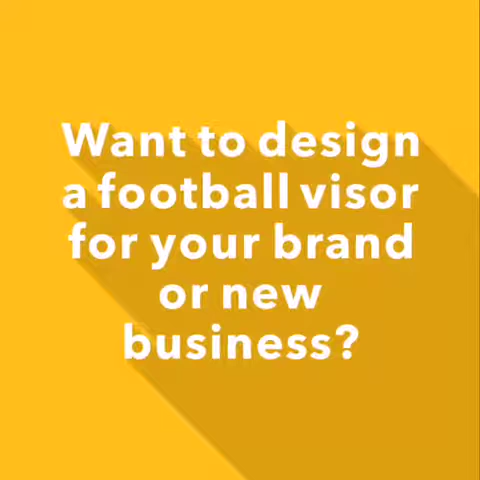 Want to design
a football visor
for your brand
or new
business?